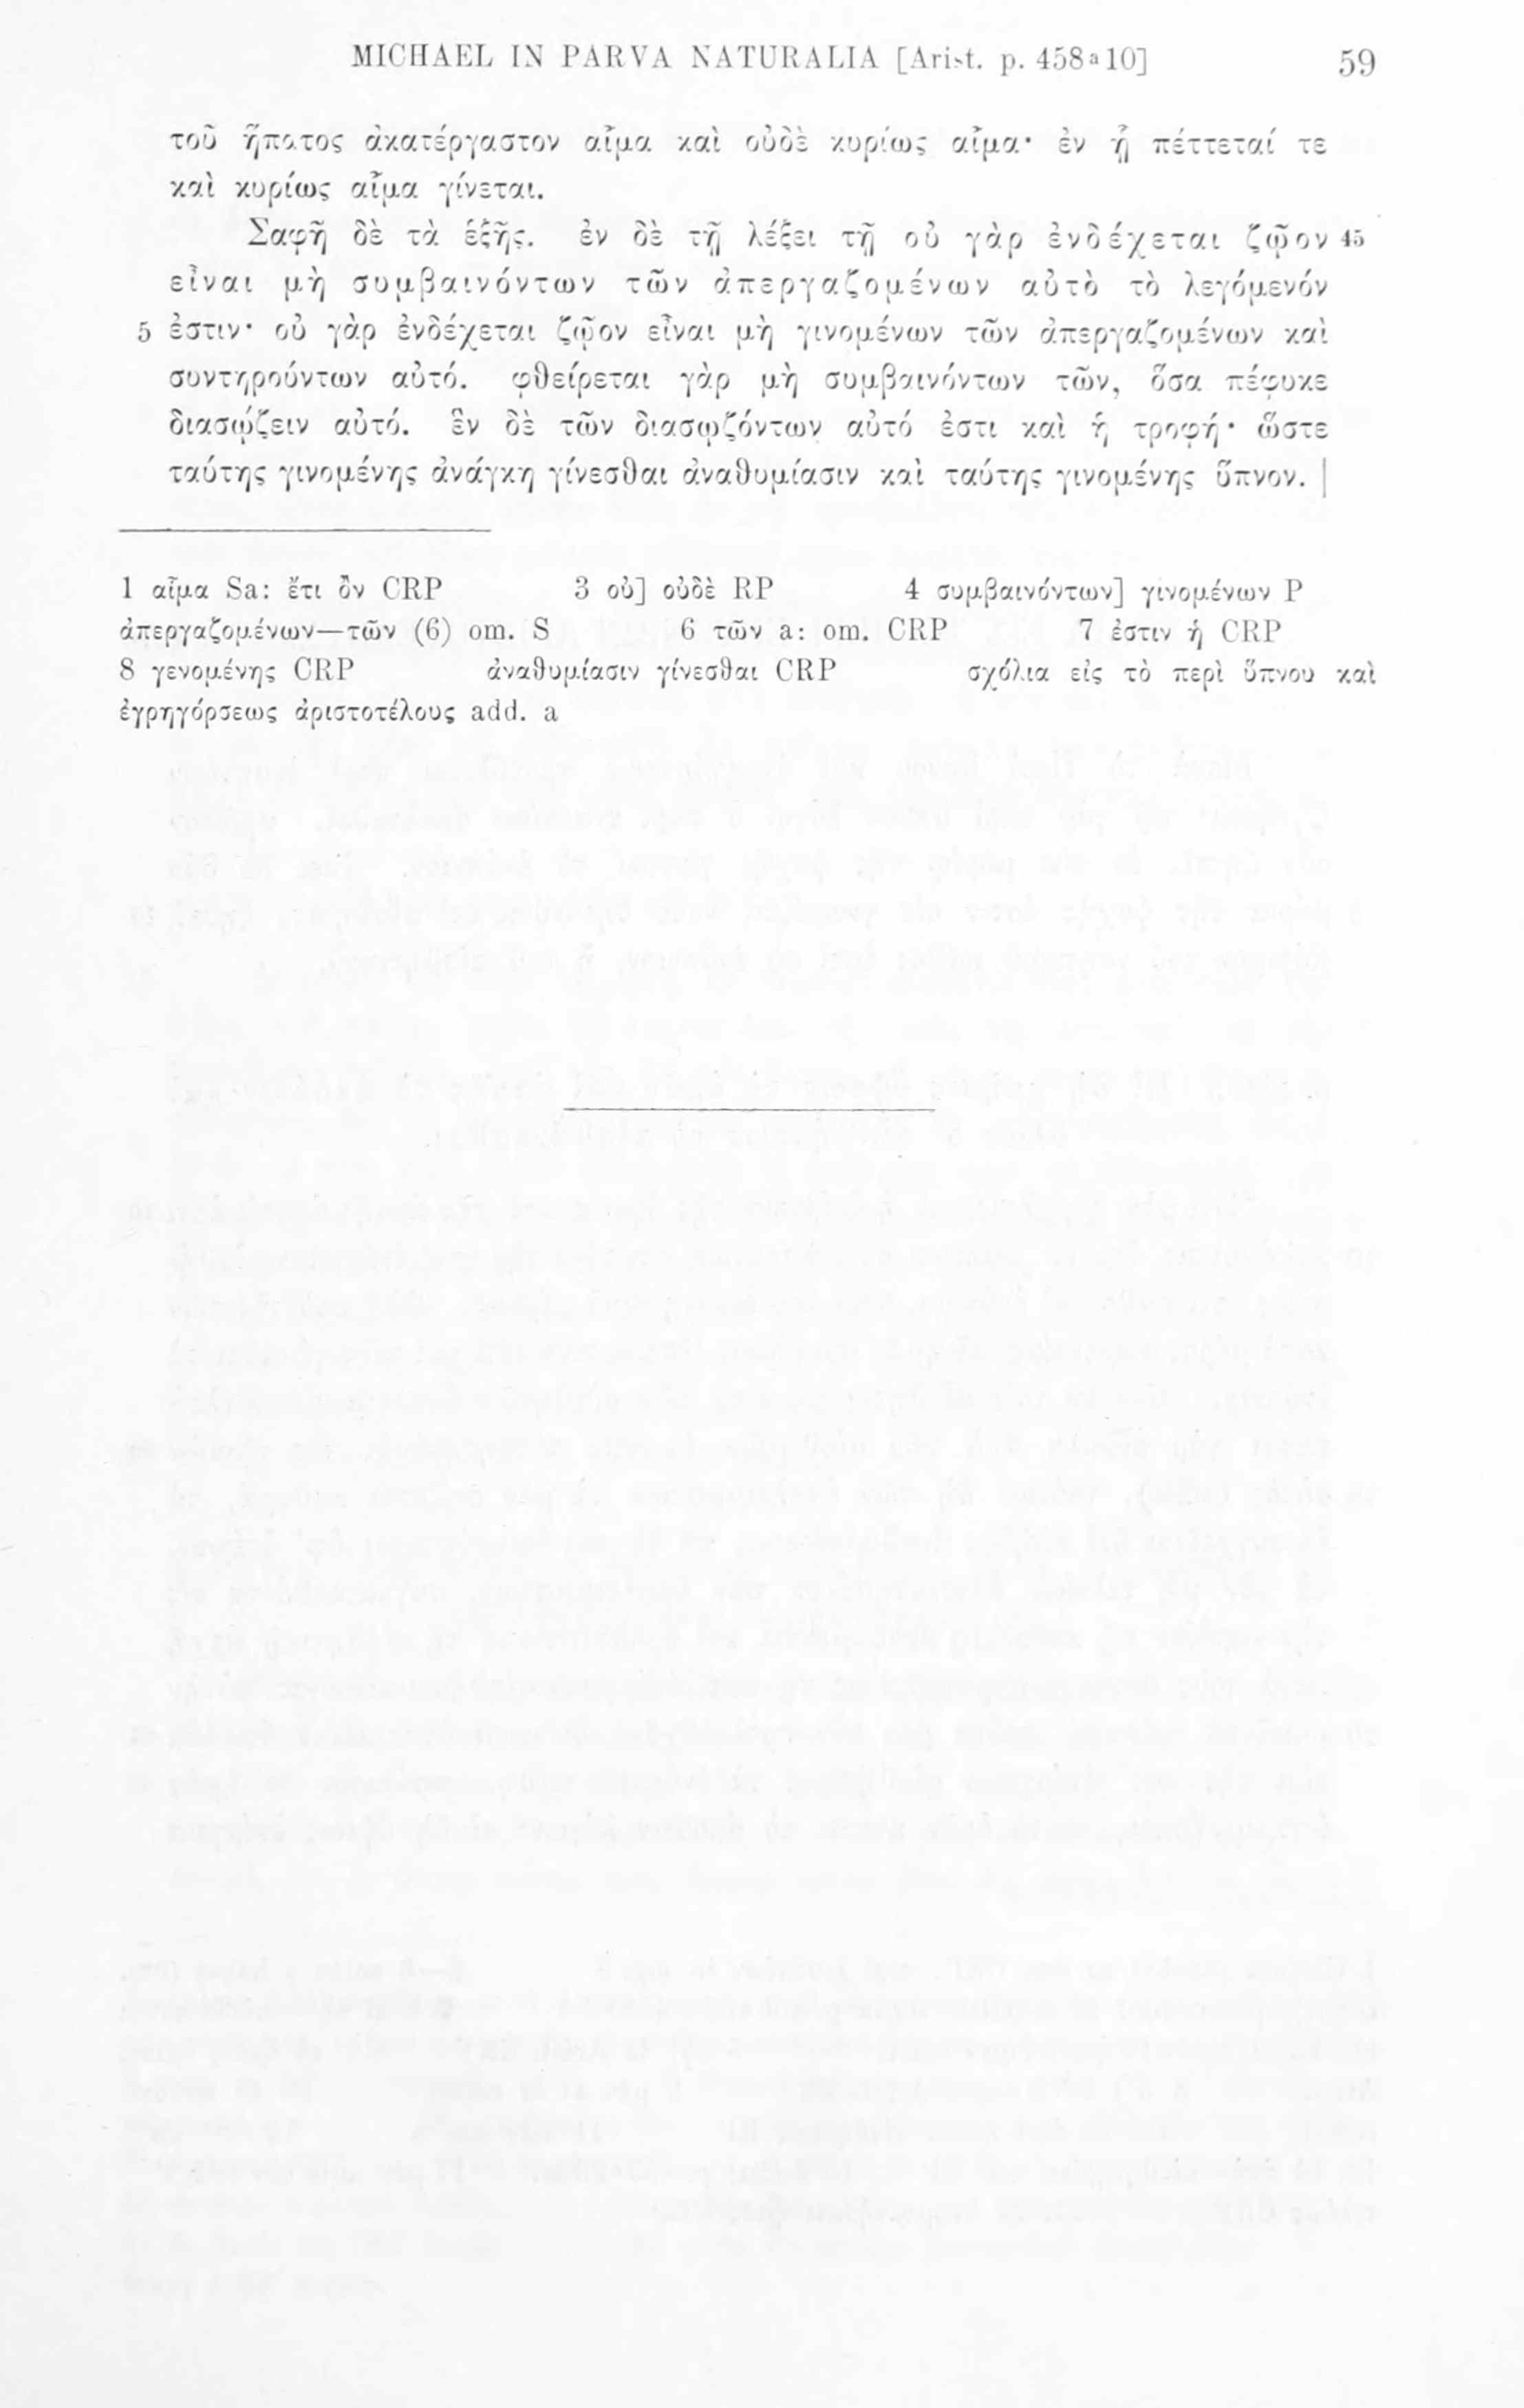 MICHAEL IN PARVA NATURALIA [Arist. p. 458a10] 59
τοῦ ἥπατος ἀκατέργαστον αἷμα καὶ οὐδὲ κυρίως αἷμα· ἐν ᾗ πέττεταί τε
καὶ κυρίως αἷμα γίνεται.
Σαφῆ δὲ τὰ ἑξῆς. ἐν δὲ τῇ λέξει τῇ οὐ γὰρ ἐνδέχεται ζῷον 45
εἶναι μὴ συμβαινόντων τῶν ἀπεργαζομένων αὐτὸ τὸ λεγόμενόν
5 ἐστιν· οὐ γὰρ ἐνδέχεται ζῷον εἶναι μὴ γινομένων τῶν ἀπεργαζομένων καὶ
συντηρούντων αὐτό. φθείρεται γὰρ μὴ συμβαινόντων τῶν, ὅσα πέφυκε
διασῴζειν αὐτό. ἓν δὲ τῶν διασῳζόντων αὐτό ἐστι καὶ ἡ τροφή· ὥστε
ταύτης γινομένης ἀνάγκη γίνεσθαι ἀναθυμίασιν καὶ ταύτης γινομένης ὕπνον. |
1 αἷμα Sa: ἔτι ὂν CRP 3 οὐ] οὐδὲ RP 4 συμβαινόντων] γινομένων P
ἀπεργαζομένων—τῶν (6) om. S 6 τῶν a: om. CRP 7 ἐστιν ἡ CRP
8 γενομένης CRP ἀναθυμίασιν γίνεσθαι CRP σχόλια εἰς τὸ περὶ ὕπνου καὶ
ἐγρηγόρσεως ἀριστοτέλους add. a